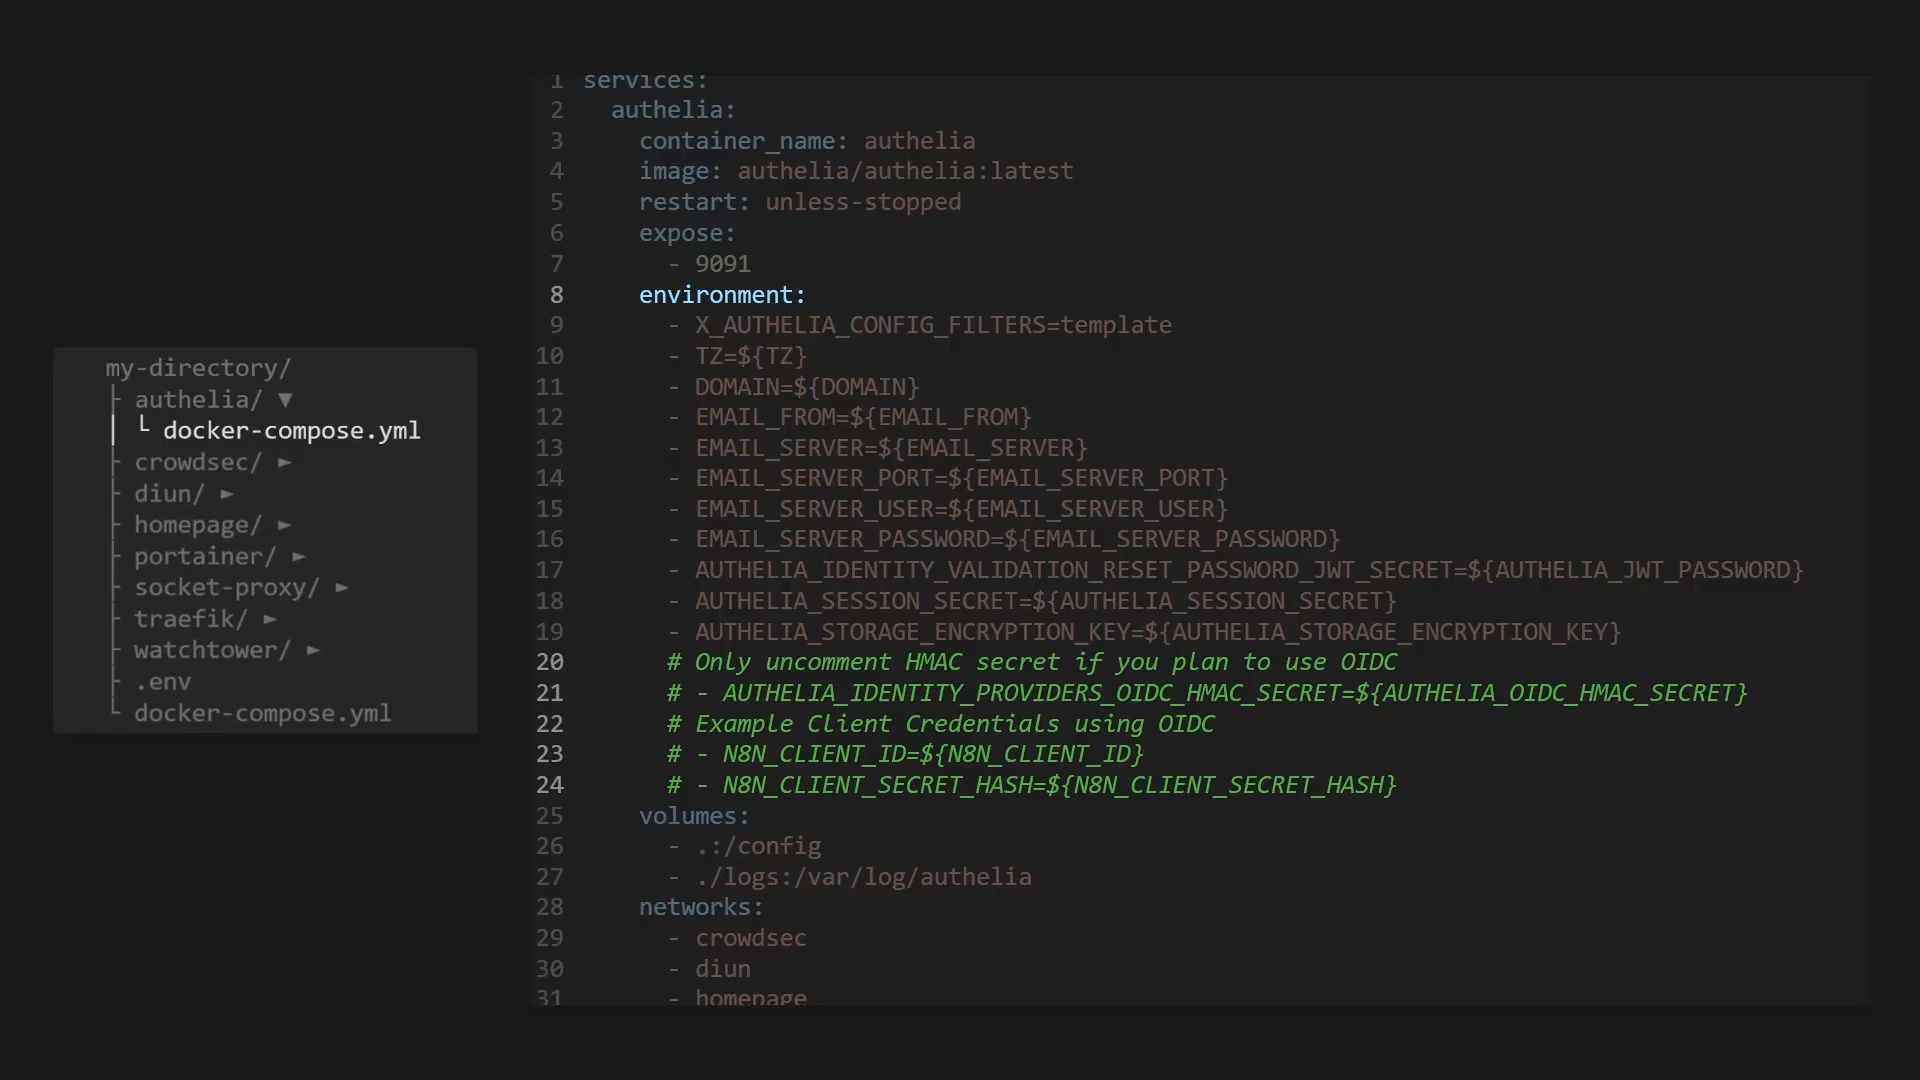 my-directory/
├ authelia/ ▼
│ └ docker-compose.yml
├ crowdsec/ ►
├ diun/ ►
├ homepage/ ►
├ portainer/ ►
├ socket-proxy/ ►
├ traefik/ ►
├ watchtower/ ►
├ .env
└ docker-compose.yml
1 services:
2   authelia:
3     container_name: authelia
4     image: authelia/authelia:latest
5     restart: unless-stopped
6     expose:
7       - 9091
8     environment:
9       - X_AUTHELIA_CONFIG_FILTERS=template
10       - TZ=${TZ}
11       - DOMAIN=${DOMAIN}
12       - EMAIL_FROM=${EMAIL_FROM}
13       - EMAIL_SERVER=${EMAIL_SERVER}
14       - EMAIL_SERVER_PORT=${EMAIL_SERVER_PORT}
15       - EMAIL_SERVER_USER=${EMAIL_SERVER_USER}
16       - EMAIL_SERVER_PASSWORD=${EMAIL_SERVER_PASSWORD}
17       - AUTHELIA_IDENTITY_VALIDATION_RESET_PASSWORD_JWT_SECRET=${AUTHELIA_JWT_PASSWORD}
18       - AUTHELIA_SESSION_SECRET=${AUTHELIA_SESSION_SECRET}
19       - AUTHELIA_STORAGE_ENCRYPTION_KEY=${AUTHELIA_STORAGE_ENCRYPTION_KEY}
20       # Only uncomment HMAC secret if you plan to use OIDC
21       # - AUTHELIA_IDENTITY_PROVIDERS_OIDC_HMAC_SECRET=${AUTHELIA_OIDC_HMAC_SECRET}
22       # Example Client Credentials using OIDC
23       # - N8N_CLIENT_ID=${N8N_CLIENT_ID}
24       # - N8N_CLIENT_SECRET_HASH=${N8N_CLIENT_SECRET_HASH}
25     volumes:
26       - .:/config
27       - ./logs:/var/log/authelia
28     networks:
29       - crowdsec
30       - diun
31       - homepage